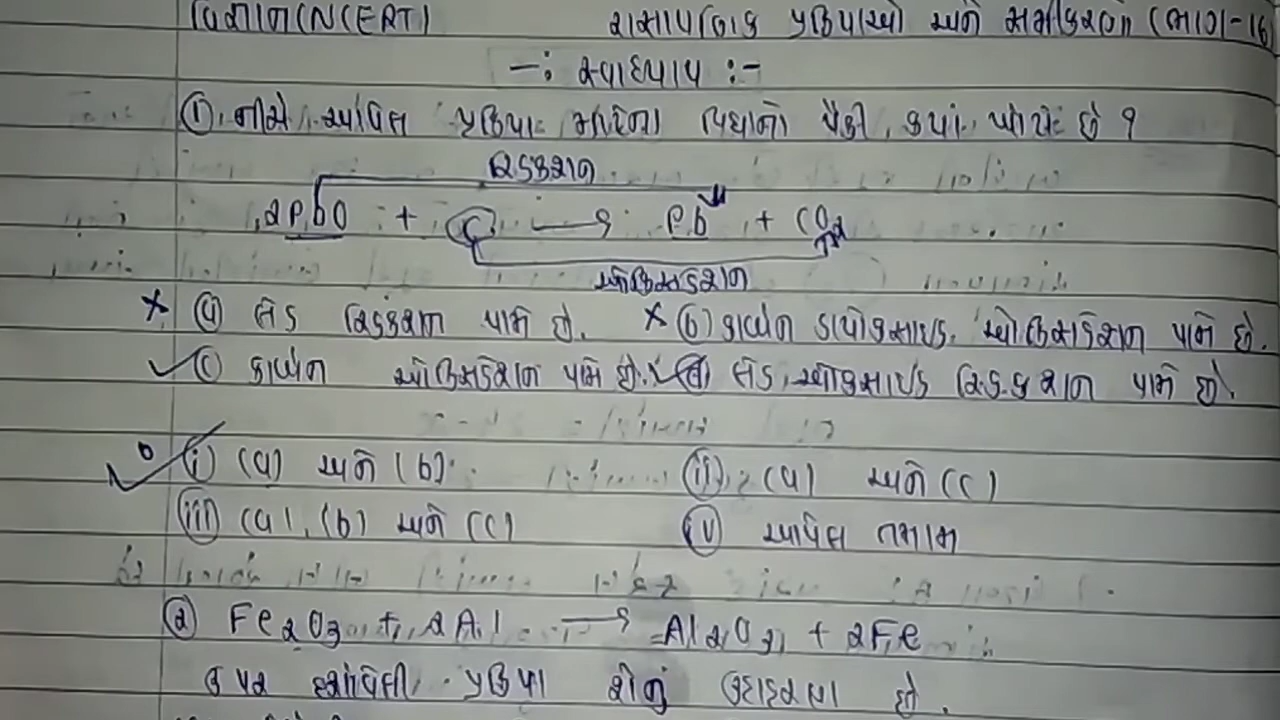 વિજ્ઞાન(NCERT) રાસાયણિક પ્રક્રિયાઓ અને સમીકરણો (ભાગ-16)
-: સ્વાધ્યાય :-
① નીચે આપેલ પ્રક્રિયા માટેના વિધાનો પૈકી કયાં ખોટાં છે ?
રિડક્શન
2PbO + C → Pb + CO2
ઓક્સિડેશન
× (a) લેડ રિડક્શન પામે છે. × (b) કાર્બન ડાયોક્સાઇડ ઓક્સિડેશન પામે છે.
✓ (c) કાર્બન ઓક્સિડેશન પામે છે. ✓ (d) લેડ ઓક્સાઇડ રિડક્શન પામે છે.
✓ (i) (a) અને (b) (ii) (a) અને (c)
(iii) (a), (b) અને (c) (iv) આપેલ તમામ
② Fe2O3 + 2Al → Al2O3 + 2Fe
ઉપર દર્શાવેલી પ્રક્રિયા શેનું ઉદાહરણ છે.